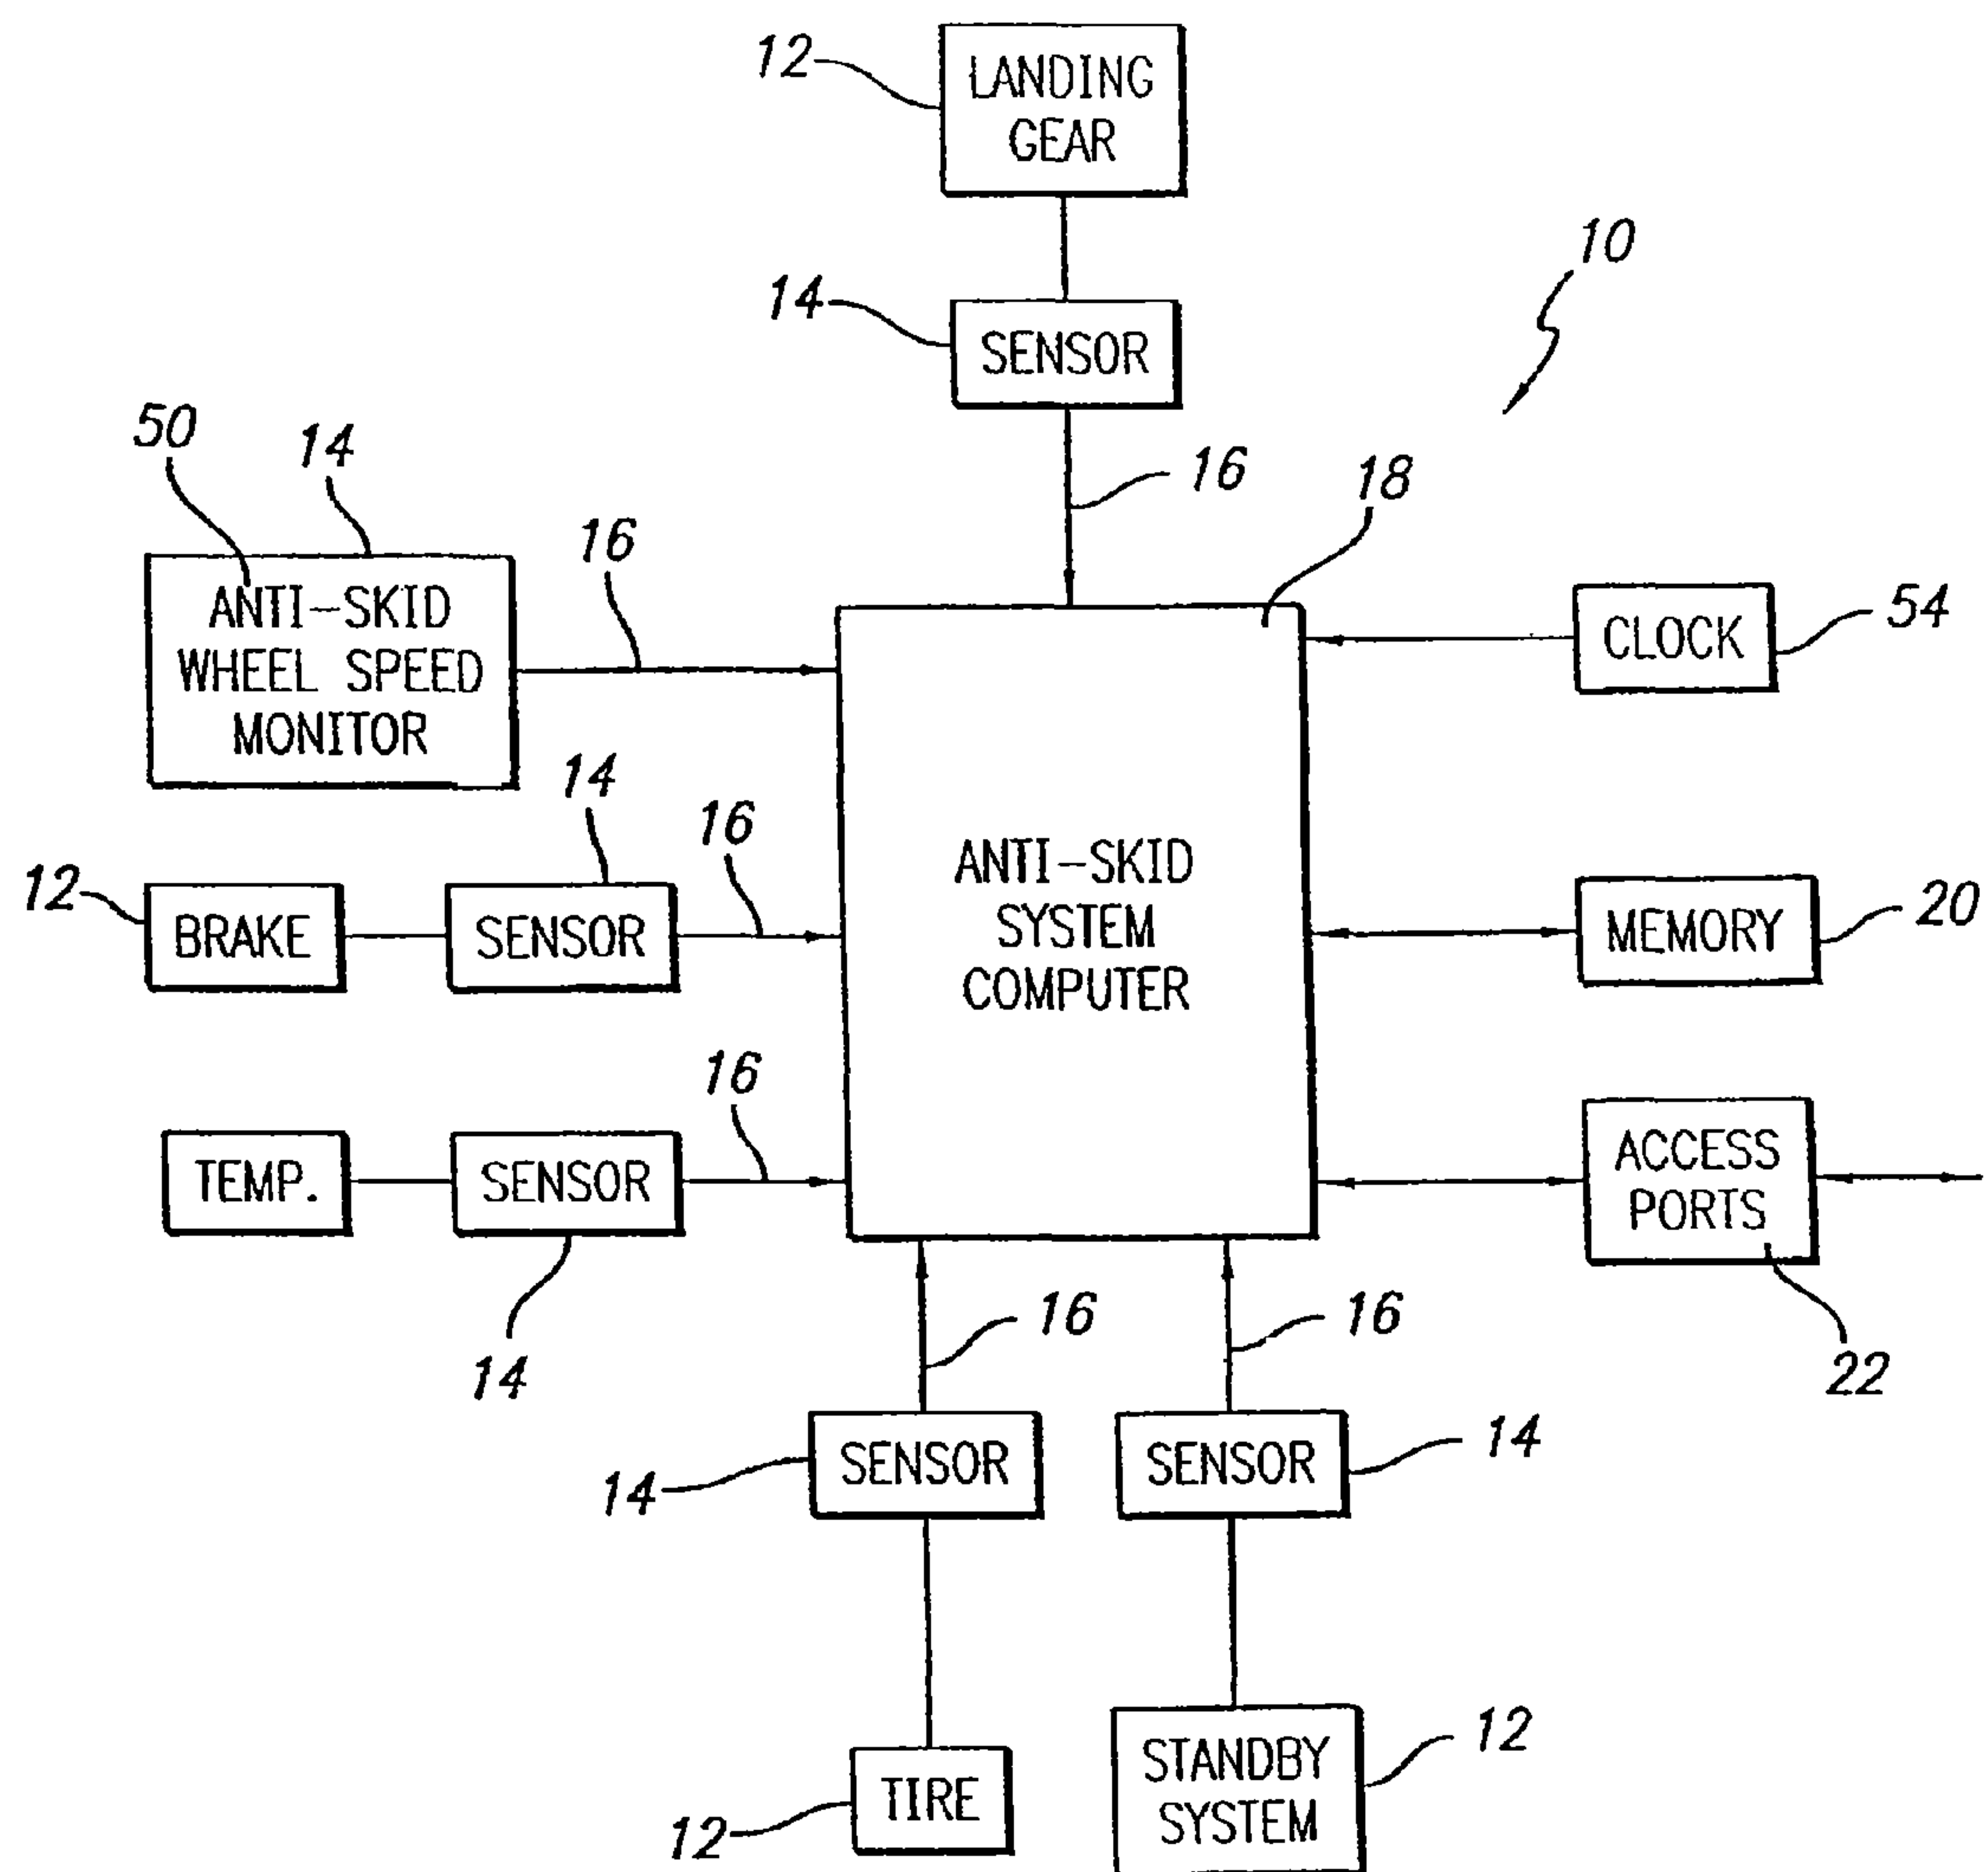 12
LANDING
GEAR
10
14
SENSOR
16
18
50
14
16
ANTI-SKID
WHEEL SPEED
MONITOR
CLOCK
54
14
16
12
BRAKE
SENSOR
ANTI-SKID
SYSTEM
COMPUTER
MEMORY
20
16
TEMP.
SENSOR
14
ACCESS
PORTS
22
16
16
14
SENSOR
SENSOR
14
12
TIRE
STANDBY
SYSTEM
12